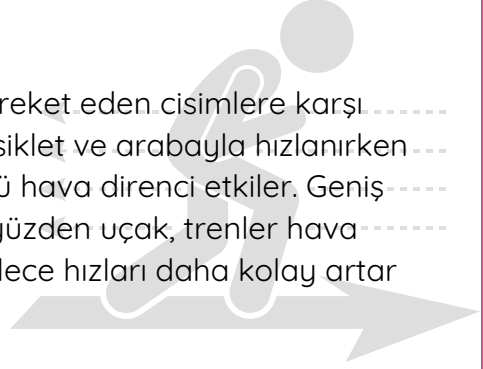 reket eden cisimlere karşı
siklet ve arabayla hızlanırken
ü hava direnci etkiler. Geniş
yüzden uçak, trenler hava
lece hızları daha kolay artar